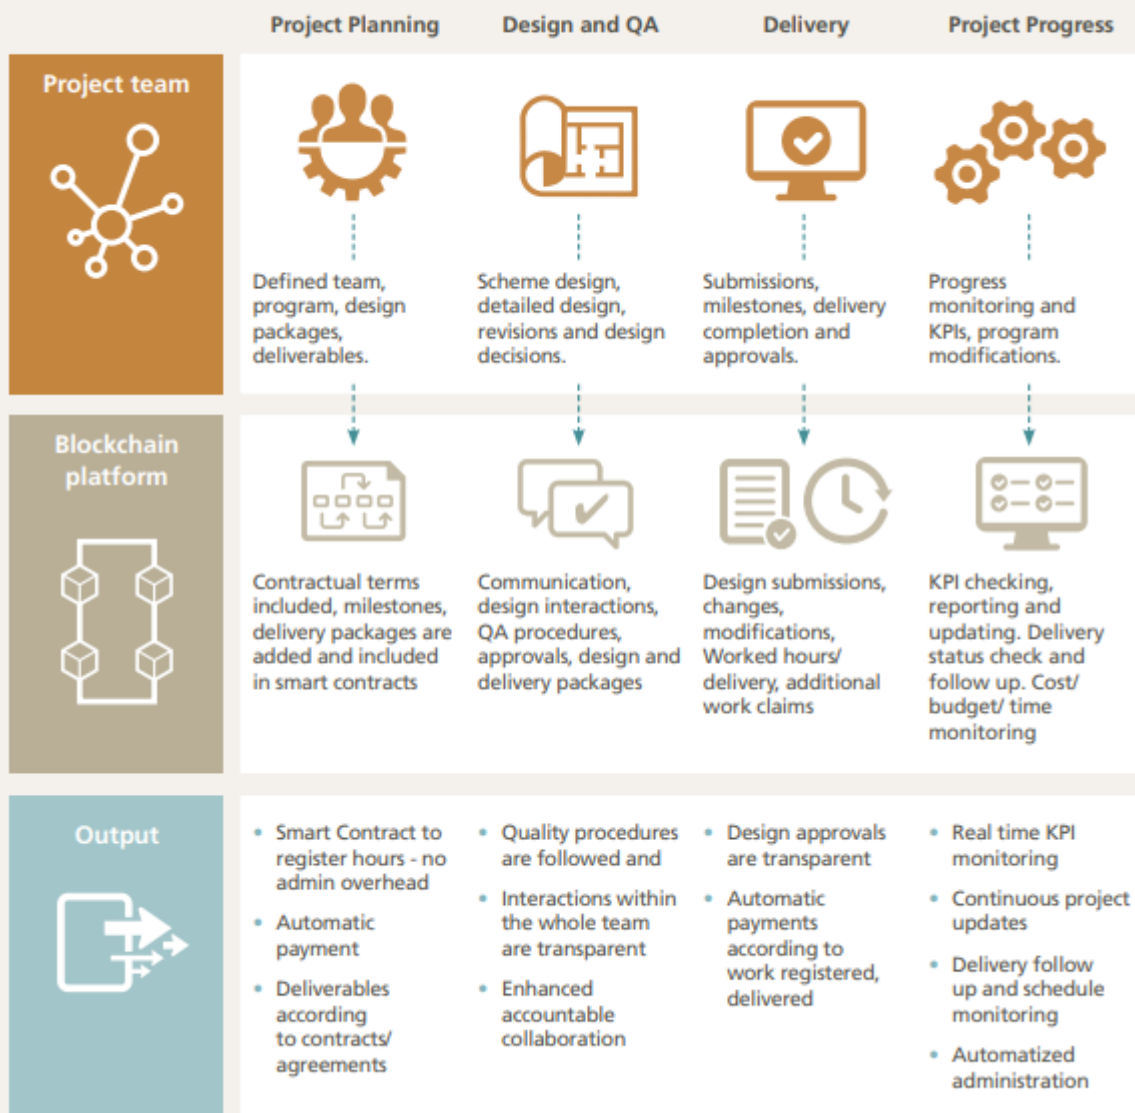 Project Planning
Design and QA
Delivery
Project Progress
Project team
Defined team,
program, design
packages,
deliverables.
Scheme design,
detailed design,
revisions and design
decisions.
Submissions,
milestones, delivery
completion and
approvals.
Progress
monitoring and
KPIs, program
modifications.
Blockchain
platform
Contractual terms
included, milestones,
delivery packages are
added and included
in smart contracts
Communication,
design interactions,
QA procedures,
approvals, design and
delivery packages
Design submissions,
changes,
modifications,
Worked hours/
delivery, additional
work claims
KPI checking,
reporting and
updating. Delivery
status check and
follow up. Cost/
budget/ time
monitoring
Output
• Smart Contract to
register hours - no
admin overhead
• Automatic
payment
• Deliverables
according
to contracts/
agreements
• Quality procedures
are followed and
• Interactions within
the whole team
are transparent
• Enhanced
accountable
collaboration
• Design approvals
are transparent
• Automatic
payments
according to
work registered,
delivered
• Real time KPI
monitoring
• Continuous project
updates
• Delivery follow
up and schedule
monitoring
• Automatized
administration